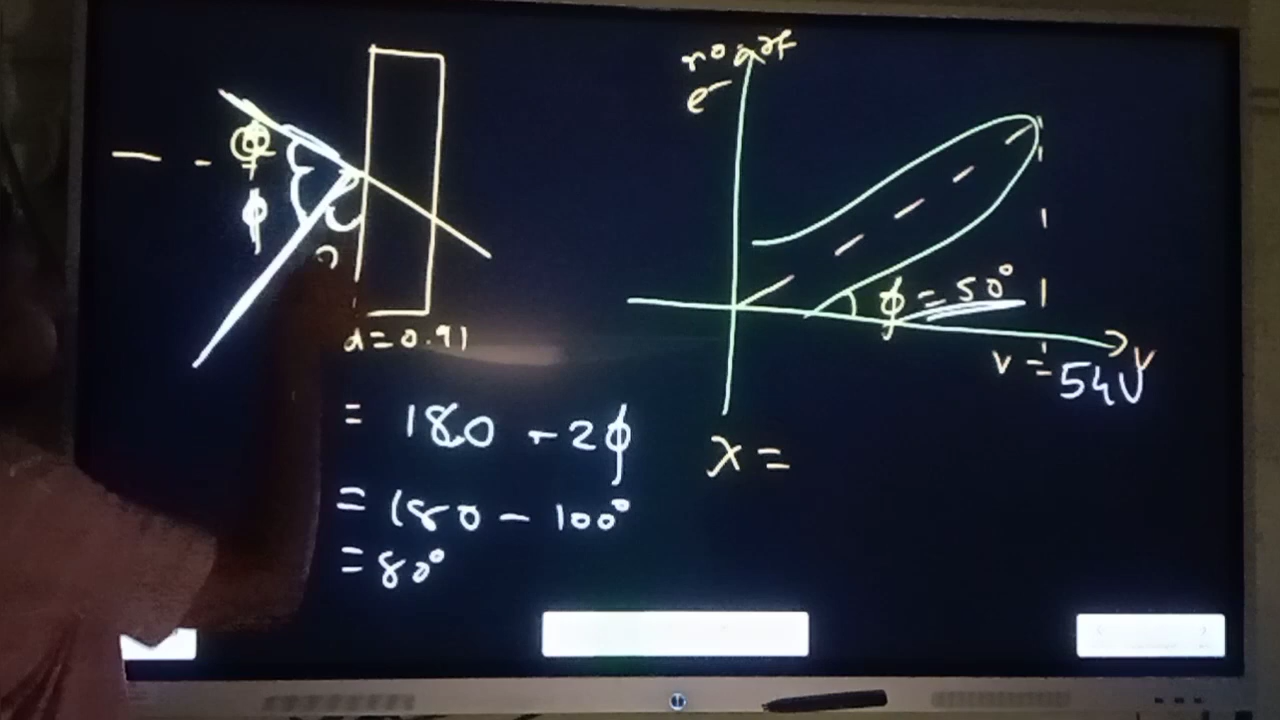 φ
φ
d = 0.91
= 180 - 2φ
= 180 - 100°
= 80°
no of
e⁻
φ = 50°
V
V = 54V
x =